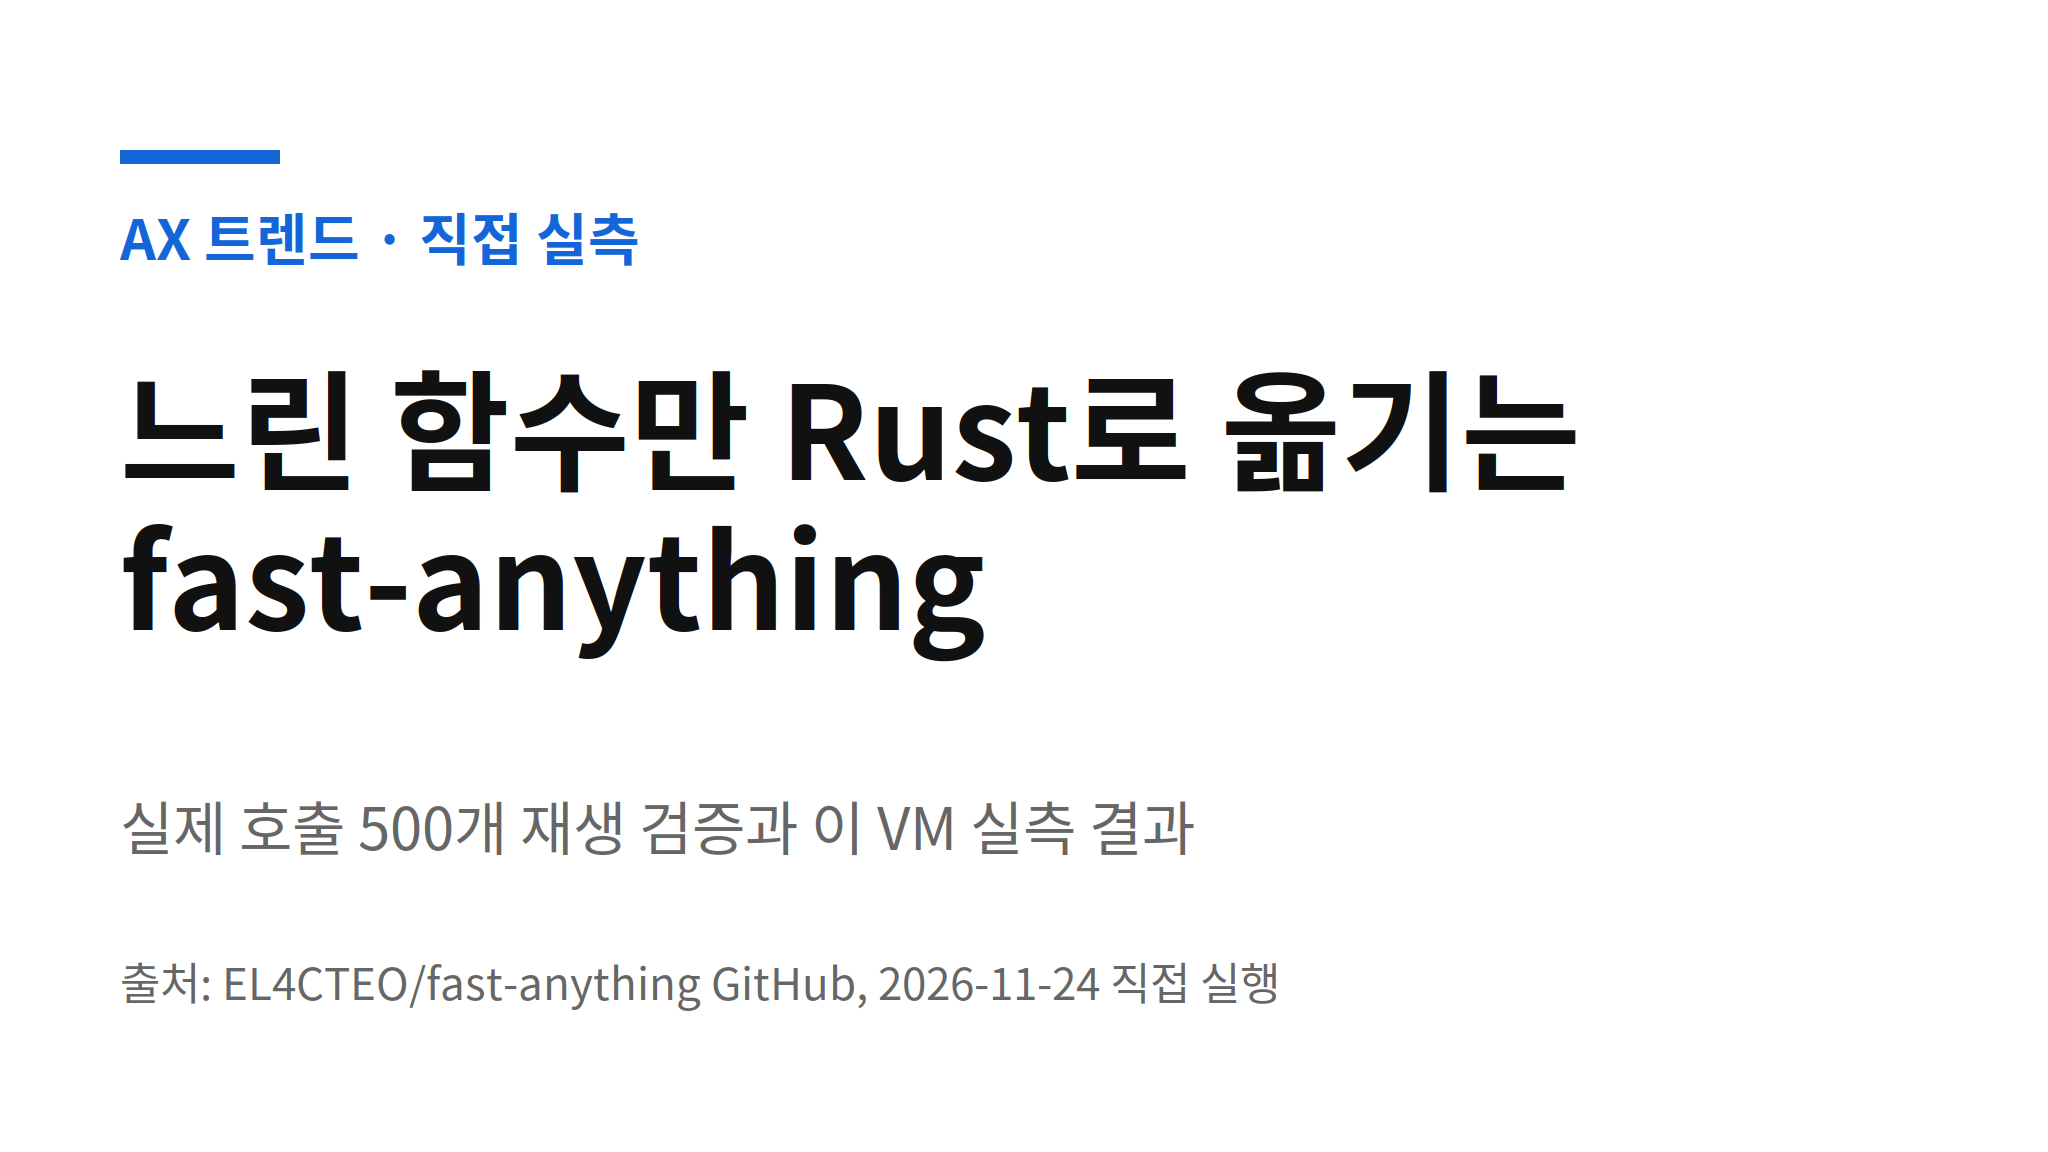 AX 트렌드 · 직접 실측
느린 함수만 Rust로 옮기는
fast-anything
실제 호출 500개 재생 검증과 이 VM 실측 결과
출처: EL4CTEO/fast-anything GitHub, 2026-11-24 직접 실행